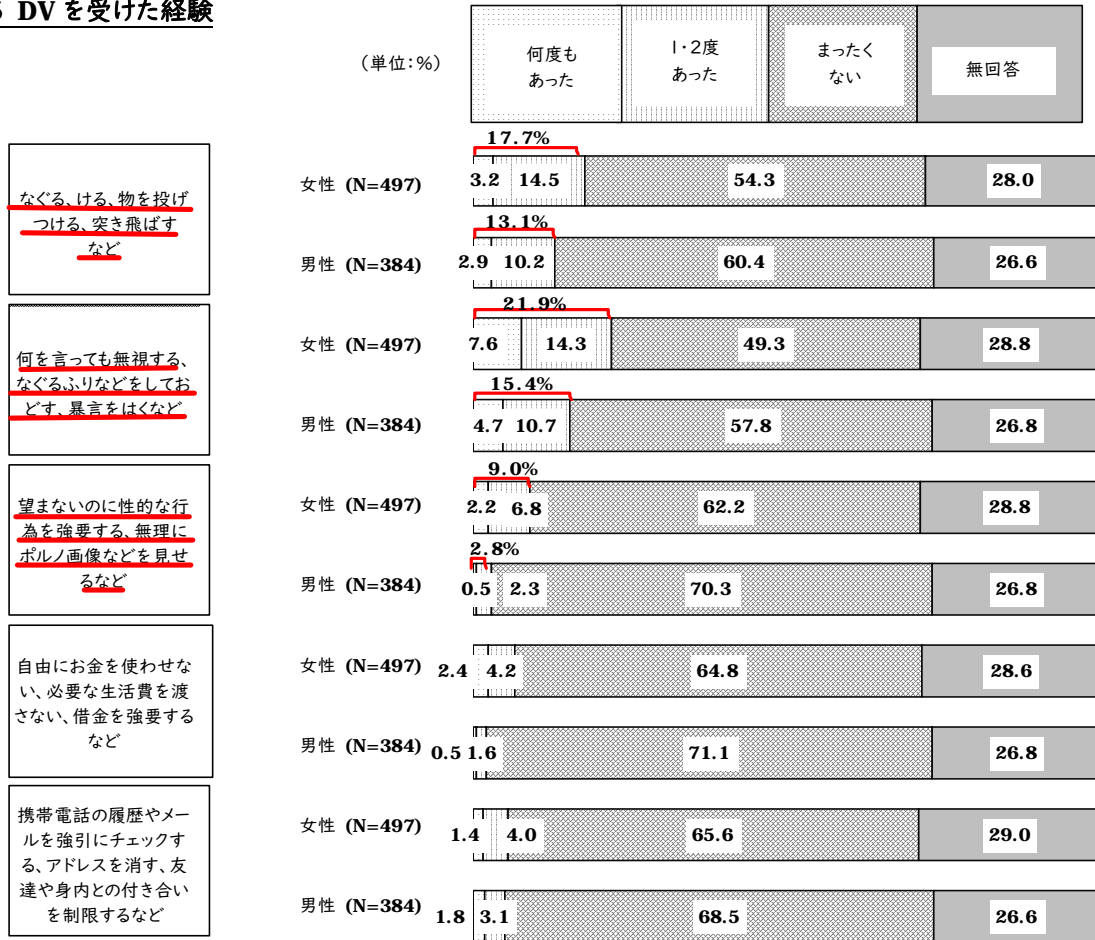 DV を受けた経験
(単位:%)
何度も
あった
1・2度
あった
まったく
ない
無回答
なぐる、ける、物を投げ
つける、突き飛ばす
など
17.7%
女性 (N=497) 3.2 14.5 54.3 28.0
13.1%
男性 (N=384) 2.9 10.2 60.4 26.6
何を言っても無視する、
なぐるふりなどをしてお
どす、暴言をはくなど
21.9%
女性 (N=497) 7.6 14.3 49.3 28.8
15.4%
男性 (N=384) 4.7 10.7 57.8 26.8
望まないのに性的な行
為を強要する、無理に
ポルノ画像などを見せ
るなど
9.0%
女性 (N=497) 2.2 6.8 62.2 28.8
2.8%
男性 (N=384) 0.5 2.3 70.3 26.8
自由にお金を使わせな
い、必要な生活費を渡
さない、借金を強要する
など
女性 (N=497) 2.4 4.2 64.8 28.6
男性 (N=384) 0.5 1.6 71.1 26.8
携帯電話の履歴やメー
ルを強引にチェックす
る、アドレスを消す、友
達や身内との付き合い
を制限するなど
女性 (N=497) 1.4 4.0 65.6 29.0
男性 (N=384) 1.8 3.1 68.5 26.6